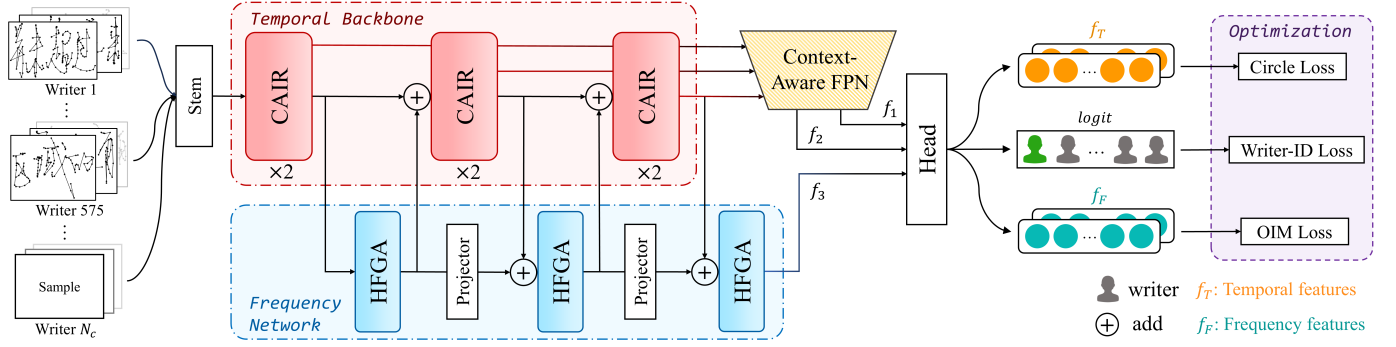 Writer 1
⋮
Writer 575
⋮
Sample
Writer N_c
Stem
Temporal Backbone
CAIR
×2
CAIR
×2
CAIR
×2
Context-
Aware FPN
f_1
f_2
f_3
Frequency
Network
HFGA
Projector
HFGA
Projector
HFGA
Head
f_T
...
logit
...
f_F
...
Optimization
Circle Loss
Writer-ID Loss
OIM Loss
writer
f_T: Temporal features
add
f_F: Frequency features